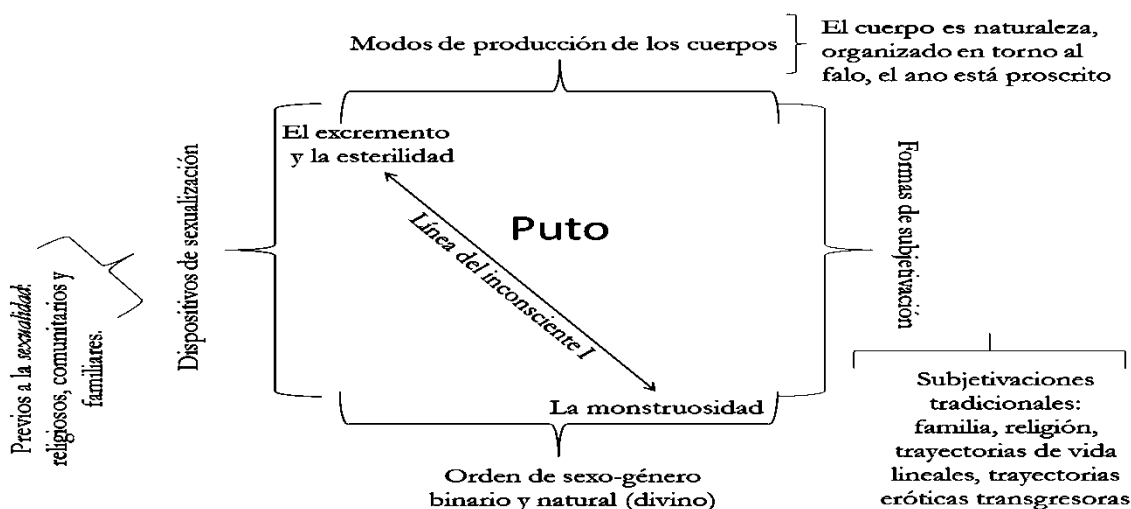 Modos de producción de los cuerpos
El cuerpo es naturaleza,
organizado en torno al
falo, el ano está proscrito
El excremento
y la esterilidad
Puto
Línea del inconsciente I
La monstruosidad
Dispositivos de sexualización
Previos a la sexualidad:
religiosos, comunitarios y
familiares.
Formas de subjetivación
Subjetivaciones
tradicionales:
familia, religión,
trayectorias de vida
lineales, trayectorias
eróticas transgresoras
Orden de sexo-género
binario y natural (divino)